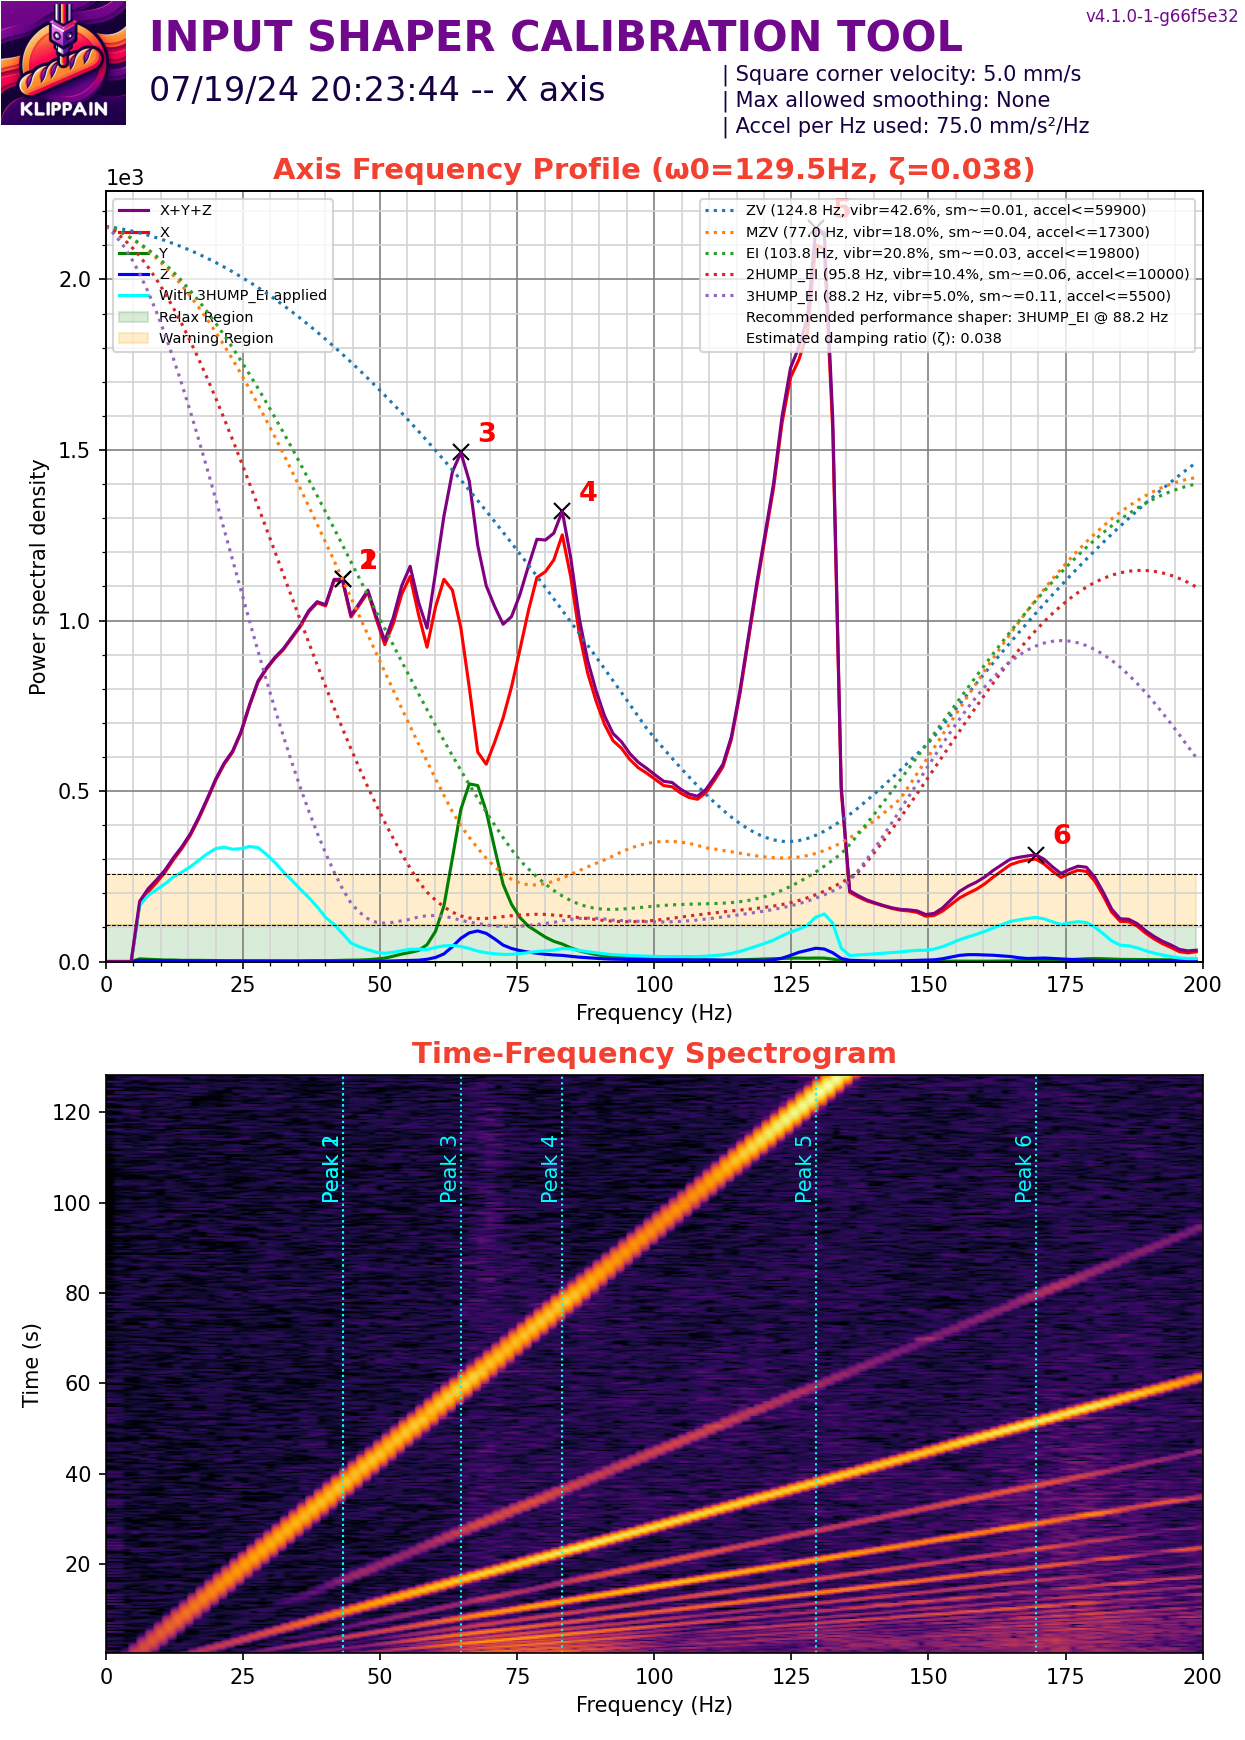 v4.1.0-1-g66f5e32
INPUT SHAPER CALIBRATION TOOL
KLIPPAIN
07/19/24 20:23:44 -- X axis
| Square corner velocity: 5.0 mm/s
| Max allowed smoothing: None
| Accel per Hz used: 75.0 mm/s²/Hz
Axis Frequency Profile (ω0=129.5Hz, ζ=0.038)
1e3
X+Y+Z
X
Y
Z
With 3HUMP_EI applied
Relax Region
Warning Region
ZV (124.8 Hz, vibr=42.6%, sm~=0.01, accel<=59900)
MZV (77.0 Hz, vibr=18.0%, sm~=0.04, accel<=17300)
EI (103.8 Hz, vibr=20.8%, sm~=0.03, accel<=19800)
2HUMP_EI (95.8 Hz, vibr=10.4%, sm~=0.06, accel<=10000)
3HUMP_EI (88.2 Hz, vibr=5.0%, sm~=0.11, accel<=5500)
Recommended performance shaper: 3HUMP_EI @ 88.2 Hz
Estimated damping ratio (ζ): 0.038
5
3
4
1
2
6
Power spectral density
2.0
1.5
1.0
0.5
0.0
0 25 50 75 100 125 150 175 200
Frequency (Hz)
Time-Frequency Spectrogram
Peak 1
Peak 2
Peak 3
Peak 4
Peak 5
Peak 6
Time (s)
120
100
80
60
40
20
0 25 50 75 100 125 150 175 200
Frequency (Hz)